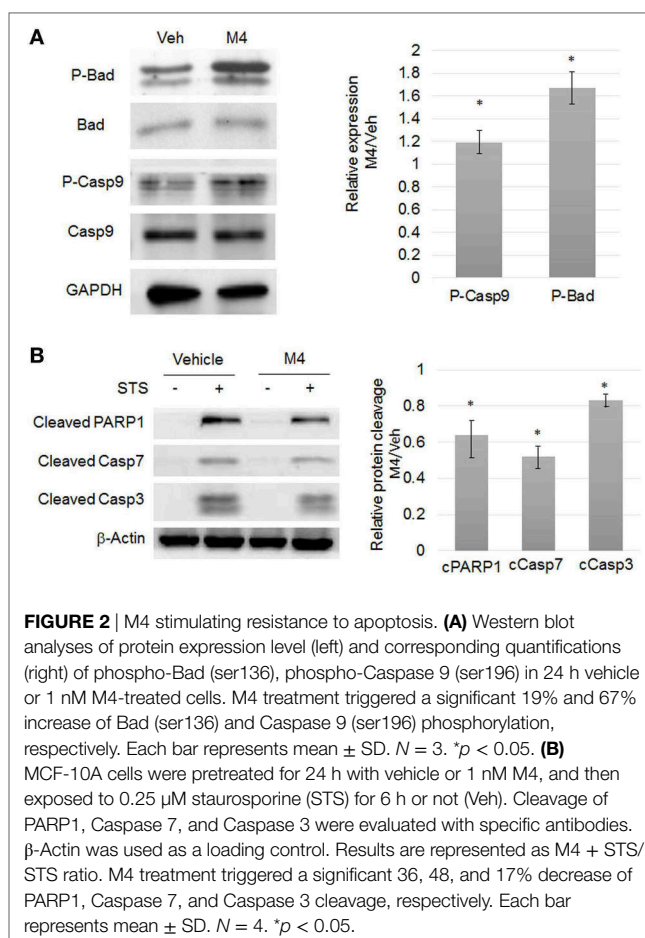 A
Veh M4
P-Bad
Bad
P-Casp9
Casp9
GAPDH
Relative expression
M4/Veh
2
1.8
1.6
1.4
1.2
1
0.8
0.6
0.4
0.2
0
*
*
P-Casp9 P-Bad
B
Vehicle M4
STS - + - +
Cleaved PARP1
Cleaved Casp7
Cleaved Casp3
β-Actin
Relative protein cleavage
M4/Veh
1
0.8
0.6
0.4
0.2
0
*
*
*
cPARP1 cCasp7 cCasp3
FIGURE 2 | M4 stimulating resistance to apoptosis. (A) Western blot
analyses of protein expression level (left) and corresponding quantifications
(right) of phospho-Bad (ser136), phospho-Caspase 9 (ser196) in 24 h vehicle
or 1 nM M4-treated cells. M4 treatment triggered a significant 19% and 67%
increase of Bad (ser136) and Caspase 9 (ser196) phosphorylation,
respectively. Each bar represents mean ± SD. N = 3. *p < 0.05. (B)
MCF-10A cells were pretreated for 24 h with vehicle or 1 nM M4, and then
exposed to 0.25 µM staurosporine (STS) for 6 h or not (Veh). Cleavage of
PARP1, Caspase 7, and Caspase 3 were evaluated with specific antibodies.
β-Actin was used as a loading control. Results are represented as M4 + STS/
STS ratio. M4 treatment triggered a significant 36, 48, and 17% decrease of
PARP1, Caspase 7, and Caspase 3 cleavage, respectively. Each bar
represents mean ± SD. N = 4. *p < 0.05.